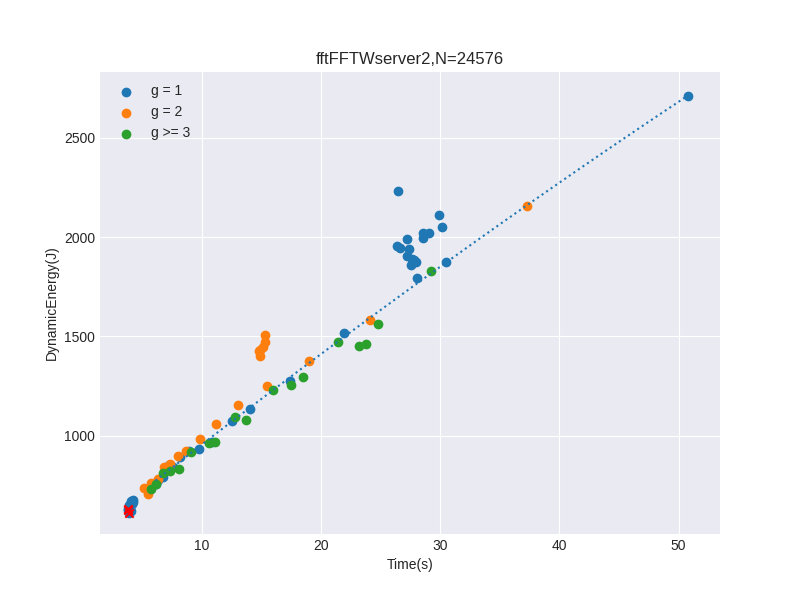 fftFFTWserver2,N=24576
g = 1
g = 2
g >= 3
2500
2000
1500
1000
DynamicEnergy(J)
10 20 30 40 50
Time(s)